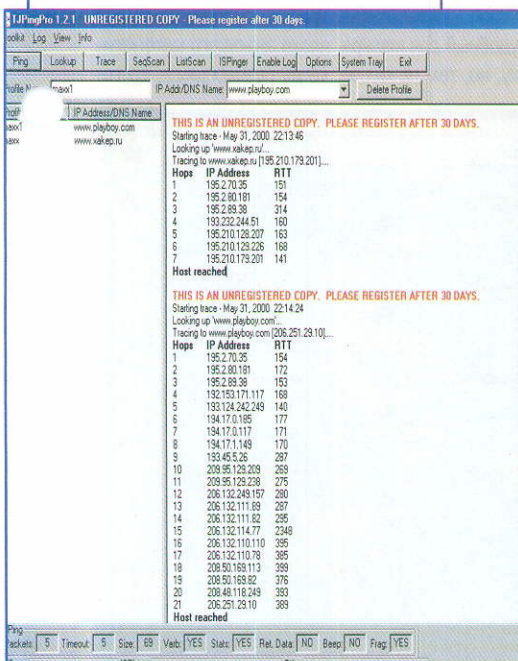 TJPingPro 1.2.1 UNREGISTERED COPY - Please register after 30 days.
oolkit Log View Info
Ping Lookup Trace SeqScan ListScan ISPinger Enable Log Options System Tray Exit
maxx1 IP Addr/DNS Name: www.playboy.com Delete Profile
IP Address/DNS Name
maxx1 www.playboy.com
maxx www.xakep.ru
THIS IS AN UNREGISTERED COPY. PLEASE REGISTER AFTER 30 DAYS.
Starting trace - May 31, 2000 22:13:46
Looking up 'www.xakep.ru'...
Tracing to www.xakep.ru [195.210.179.201]....
Hops IP Address RTT
1 195.2.70.35 151
2 195.2.80.181 154
3 195.2.89.38 314
4 193.232.244.51 160
5 195.210.128.207 163
6 195.210.129.226 168
7 195.210.179.201 141
Host reached
THIS IS AN UNREGISTERED COPY. PLEASE REGISTER AFTER 30 DAYS.
Starting trace - May 31, 2000 22:14:24
Looking up 'www.playboy.com'...
Tracing to www.playboy.com [206.251.29.10]....
Hops IP Address RTT
1 195.2.70.35 154
2 195.2.80.181 172
3 195.2.89.38 153
4 192.153.171.117 168
5 193.124.242.249 140
6 194.17.0.185 177
7 194.17.0.117 171
8 194.17.1.149 170
9 193.45.5.26 287
10 209.95.129.209 269
11 209.95.129.238 275
12 206.132.249.157 280
13 206.132.111.89 287
14 206.132.111.82 295
15 206.132.114.77 2348
16 206.132.110.110 395
17 206.132.110.78 385
18 208.50.169.113 399
19 208.50.169.82 376
20 208.48.118.249 393
21 206.251.29.10 389
Host reached
Ping
Packets: 5 Timeout: 5 Size: 69 Verb: YES Stats: YES Ret. Data: NO Beep: NO Frag: YES